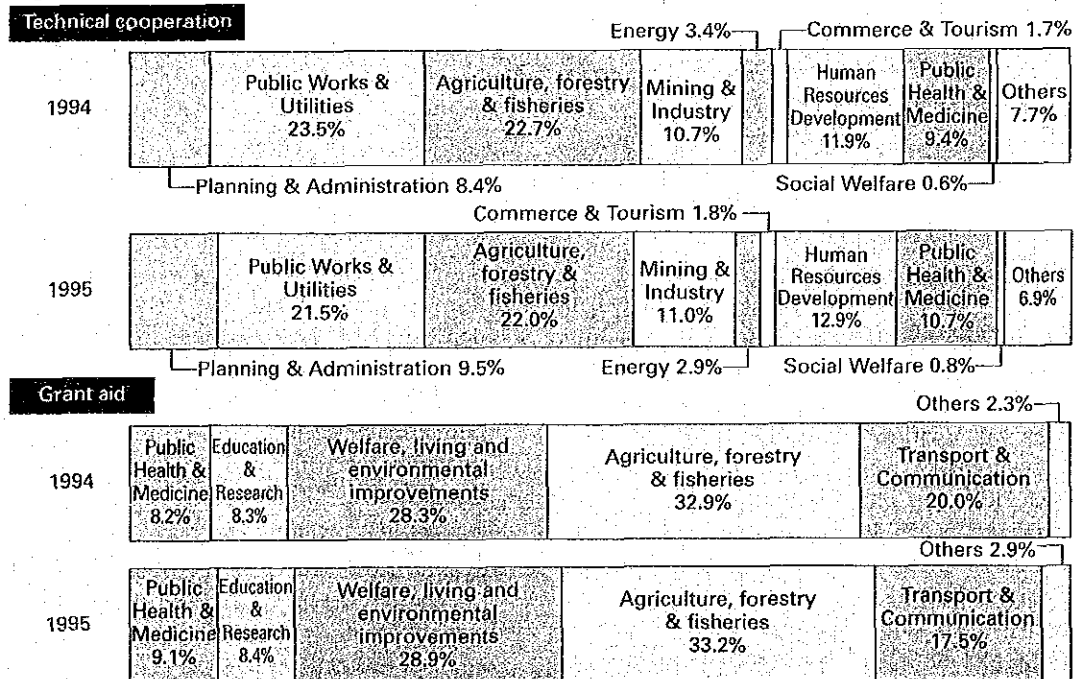 Technical cooperation
Energy 3.4%
Commerce & Tourism 1.7%
1994
Public Works &
Utilities
23.5%
Agriculture, forestry
& fisheries
22.7%
Mining &
Industry
10.7%
Human
Resources
Development
11.9%
Public
Health &
Medicine
9.4%
Others
7.7%
Planning & Administration 8.4%
Social Welfare 0.6%
Commerce & Tourism 1.8%
1995
Public Works &
Utilities
21.5%
Agriculture,
forestry &
fisheries
22.0%
Mining &
Industry
11.0%
Human
Resources
Development
12.9%
Public
Health &
Medicine
10.7%
Others
6.9%
Planning & Administration 9.5%
Energy 2.9%
Social Welfare 0.8%
Grant aid
Others 2.3%
1994
Public
Health &
Medicine
8.2%
Education
&
Research
8.3%
Welfare, living and
environmental
improvements
28.3%
Agriculture, forestry
& fisheries
32.9%
Transport &
Communication
20.0%
Others 2.9%
1995
Public
Health &
Medicine
9.1%
Education
&
Research
8.4%
Welfare, living and
environmental
improvements
28.9%
Agriculture, forestry
& fisheries
33.2%
Transport &
Communication
17.5%